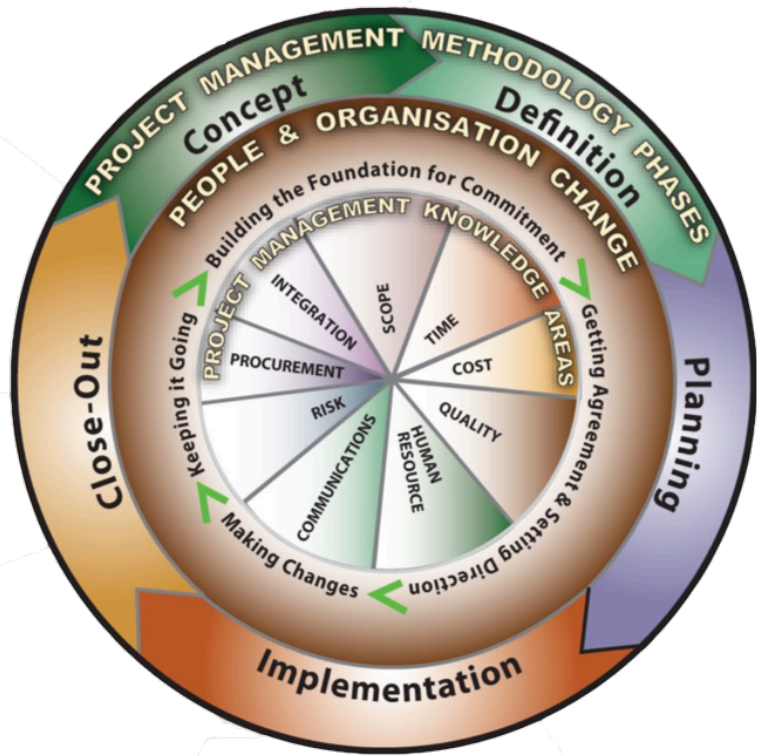 PROJECT MANAGEMENT METHODOLOGY PHASES
Concept
Definition
Planning
Implementation
Close-Out
PEOPLE & ORGANISATION CHANGE
Building the Foundation for Commitment
Getting Agreement & Setting Direction
Making Changes
Keeping it Going
PROJECT MANAGEMENT KNOWLEDGE AREAS
INTEGRATION
SCOPE
TIME
COST
QUALITY
HUMAN
RESOURCE
COMMUNICATIONS
RISK
PROCUREMENT